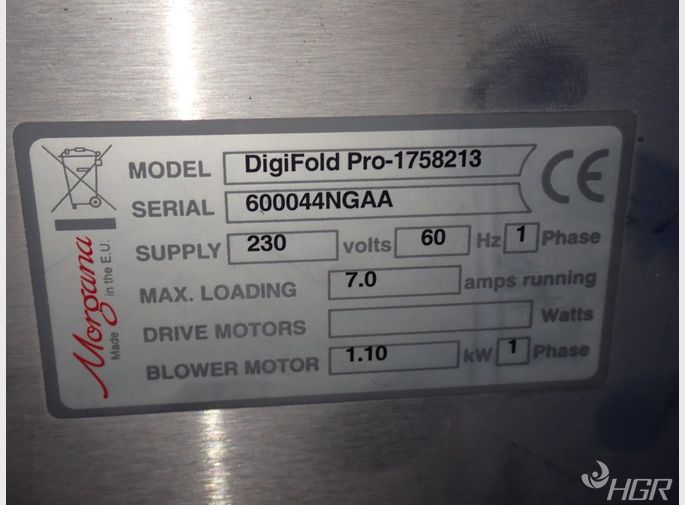 MODEL DigiFold Pro-1758213
SERIAL 600044NGAA
SUPPLY 230 volts 60 Hz 1 Phase
MAX. LOADING 7.0 amps running
DRIVE MOTORS Watts
BLOWER MOTOR 1.10 kW 1 Phase
CE
Morgana
Made in the E.U.
HGR